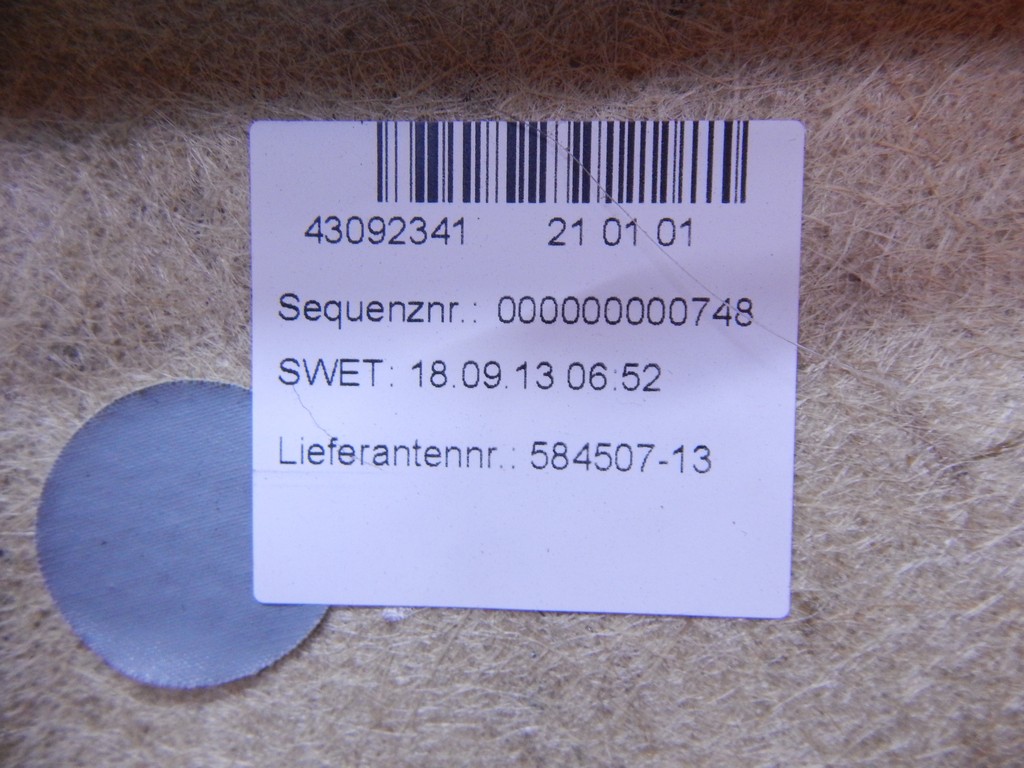 43092341 21 01 01
Sequenznr.: 000000000748
SWET: 18.09.13 06:52
Lieferantennr.: 584507-13